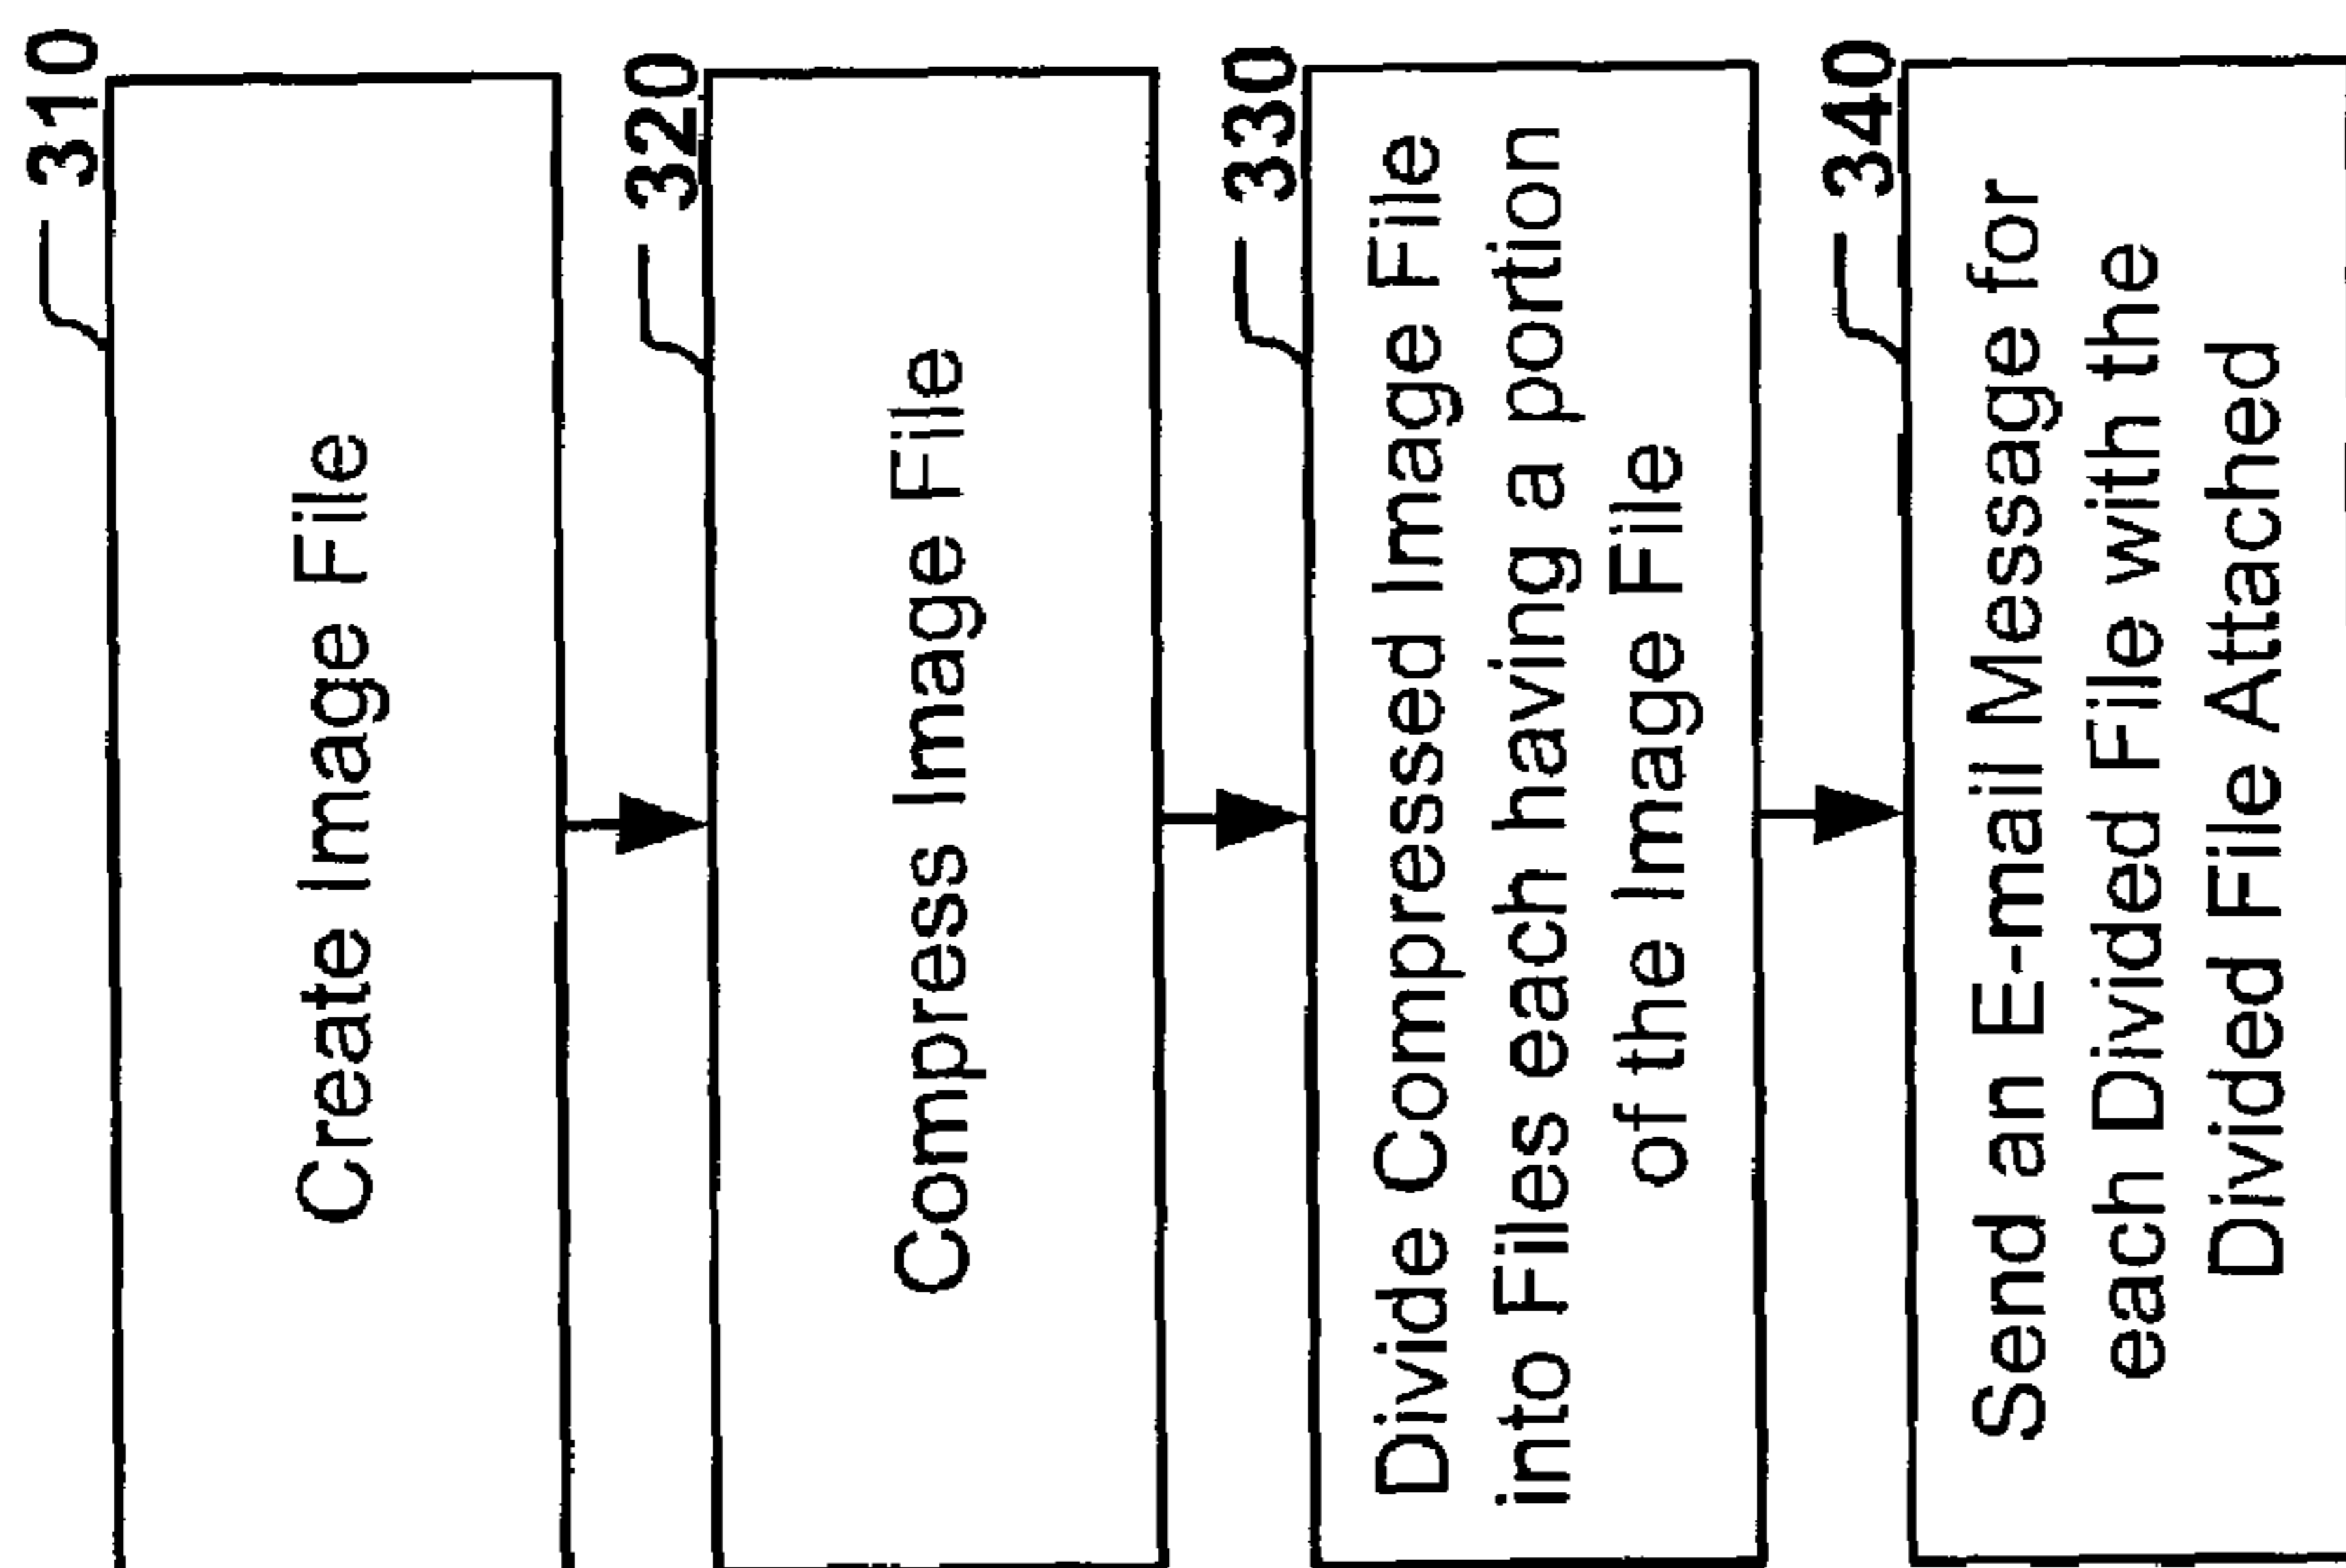 310
Create Image File
320
Compress Image File
330
Divide Compressed Image File
into Files each having a portion
of the Image File
340
Send an E-mail Message for
each Divided File with the
Divided File Attached